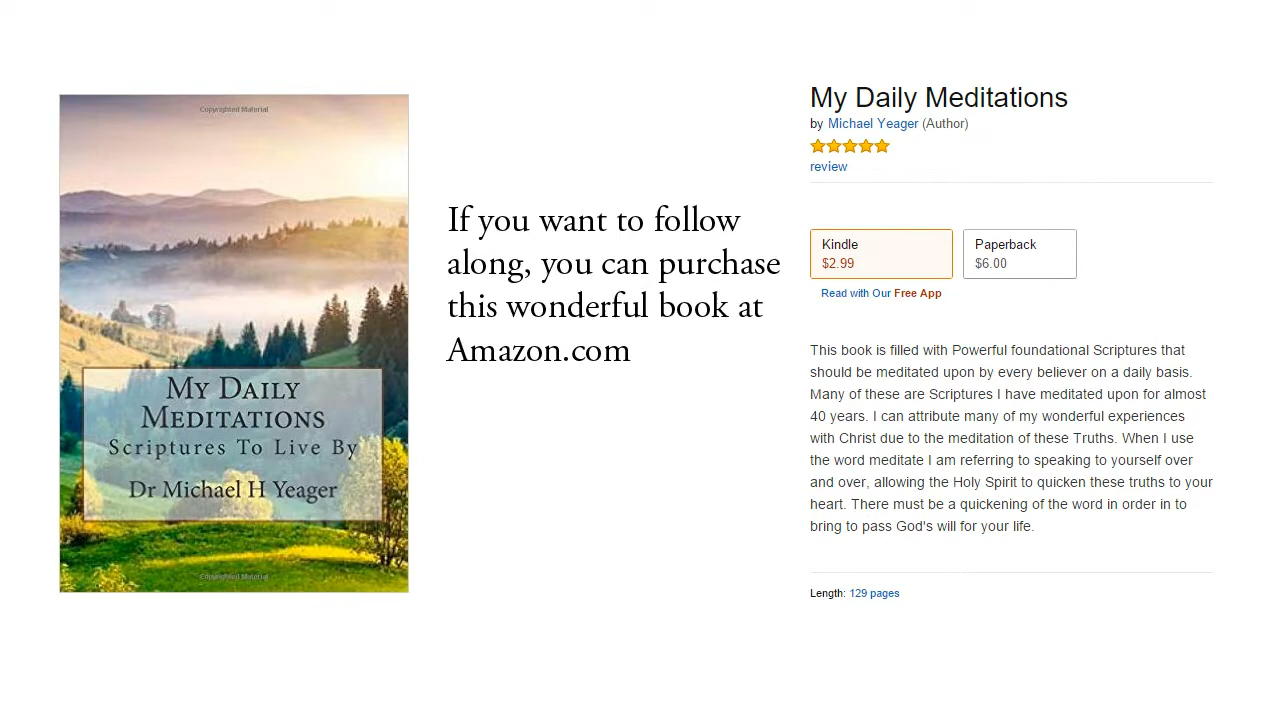 Copyrighted Material
My Daily
Meditations
Scriptures To Live By
Dr Michael H Yeager
Copyrighted Material
If you want to follow
along, you can purchase
this wonderful book at
Amazon.com
My Daily Meditations
by Michael Yeager (Author)
review
Kindle
$2.99
Paperback
$6.00
Read with Our Free App
This book is filled with Powerful foundational Scriptures that
should be meditated upon by every believer on a daily basis.
Many of these are Scriptures I have meditated upon for almost
40 years. I can attribute many of my wonderful experiences
with Christ due to the meditation of these Truths. When I use
the word meditate I am referring to speaking to yourself over
and over, allowing the Holy Spirit to quicken these truths to your
heart. There must be a quickening of the word in order in to
bring to pass God's will for your life.
Length: 129 pages